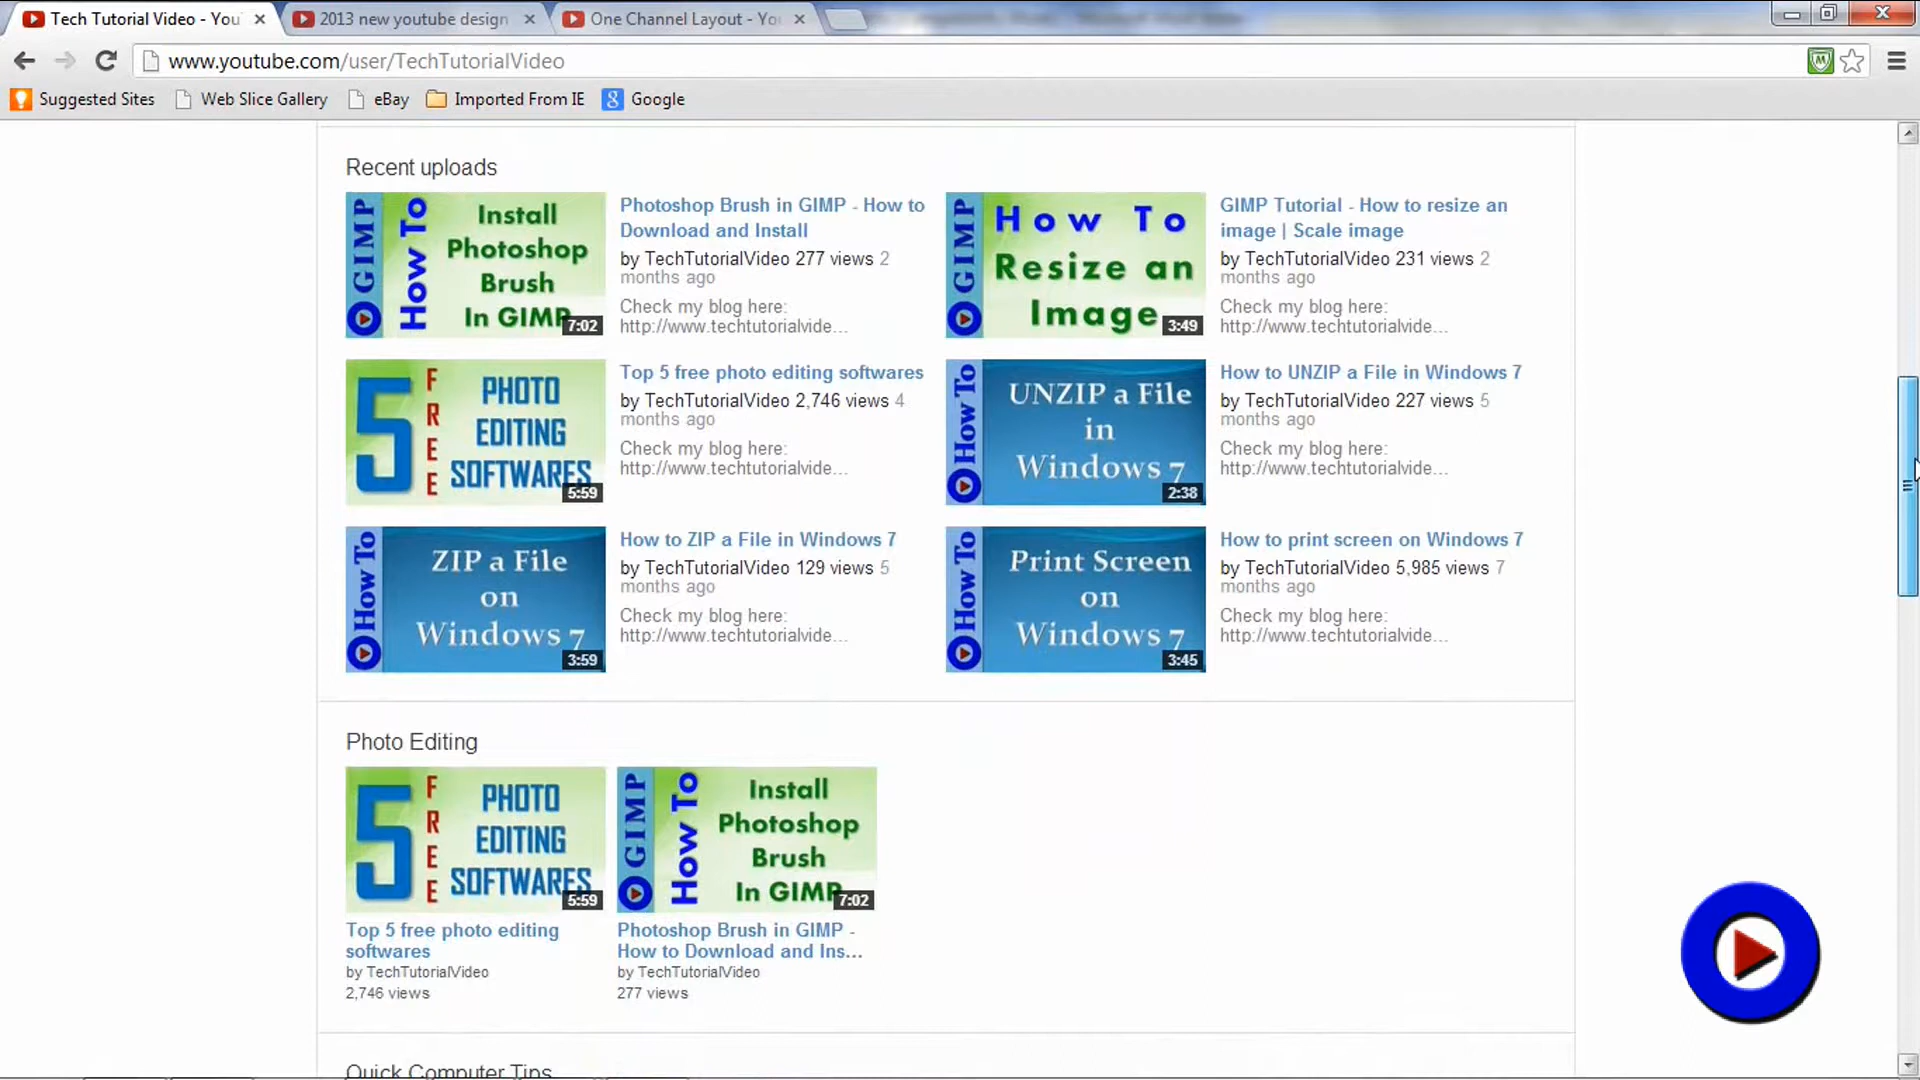 Tech Tutorial Video - You
2013 new youtube design
One Channel Layout - Yo
www.youtube.com/user/TechTutorialVideo
Suggested Sites
Web Slice Gallery
eBay
Imported From IE
Google
Recent uploads
GIMP
How To
Install
Photoshop
Brush
In GIMP
7:02
Photoshop Brush in GIMP - How to
Download and Install
by TechTutorialVideo 277 views 2
months ago
Check my blog here:
http://www.techtutorialvide...
GIMP
How To
Resize an
Image
3:49
GIMP Tutorial - How to resize an
image | Scale image
by TechTutorialVideo 231 views 2
months ago
Check my blog here:
http://www.techtutorialvide...
5
FREE
PHOTO
EDITING
SOFTWARES
5:59
Top 5 free photo editing softwares
by TechTutorialVideo 2,746 views 4
months ago
Check my blog here:
http://www.techtutorialvide...
How To
UNZIP a File
in
Windows 7
2:38
How to UNZIP a File in Windows 7
by TechTutorialVideo 227 views 5
months ago
Check my blog here:
http://www.techtutorialvide...
How To
ZIP a File
on
Windows 7
3:59
How to ZIP a File in Windows 7
by TechTutorialVideo 129 views 5
months ago
Check my blog here:
http://www.techtutorialvide...
How To
Print Screen
on
Windows 7
3:45
How to print screen on Windows 7
by TechTutorialVideo 5,985 views 7
months ago
Check my blog here:
http://www.techtutorialvide...
Photo Editing
5
FREE
PHOTO
EDITING
SOFTWARES
5:59
Top 5 free photo editing
softwares
by TechTutorialVideo
2,746 views
GIMP
How To
Install
Photoshop
Brush
In GIMP
7:02
Photoshop Brush in GIMP -
How to Download and Ins...
by TechTutorialVideo
277 views
Quick Computer Tips